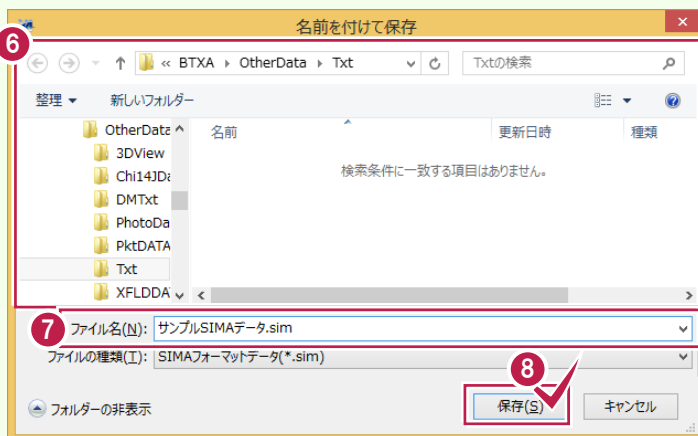 名前を付けて保存
6
« BTXA OtherData Txt Txtの検索
整理 新しいフォルダー
OtherData 名前 更新日時 種類
3DView
検索条件に一致する項目はありません。
Chi14JDa
DMTxt
PhotoDa
PktDATA
Txt
XFLDDA
7 ファイル名(N): サンプルSIMAデータ.sim
ファイルの種類(T): SIMAフォーマットデータ(*.sim)
8
フォルダーの非表示 保存(S) キャンセル